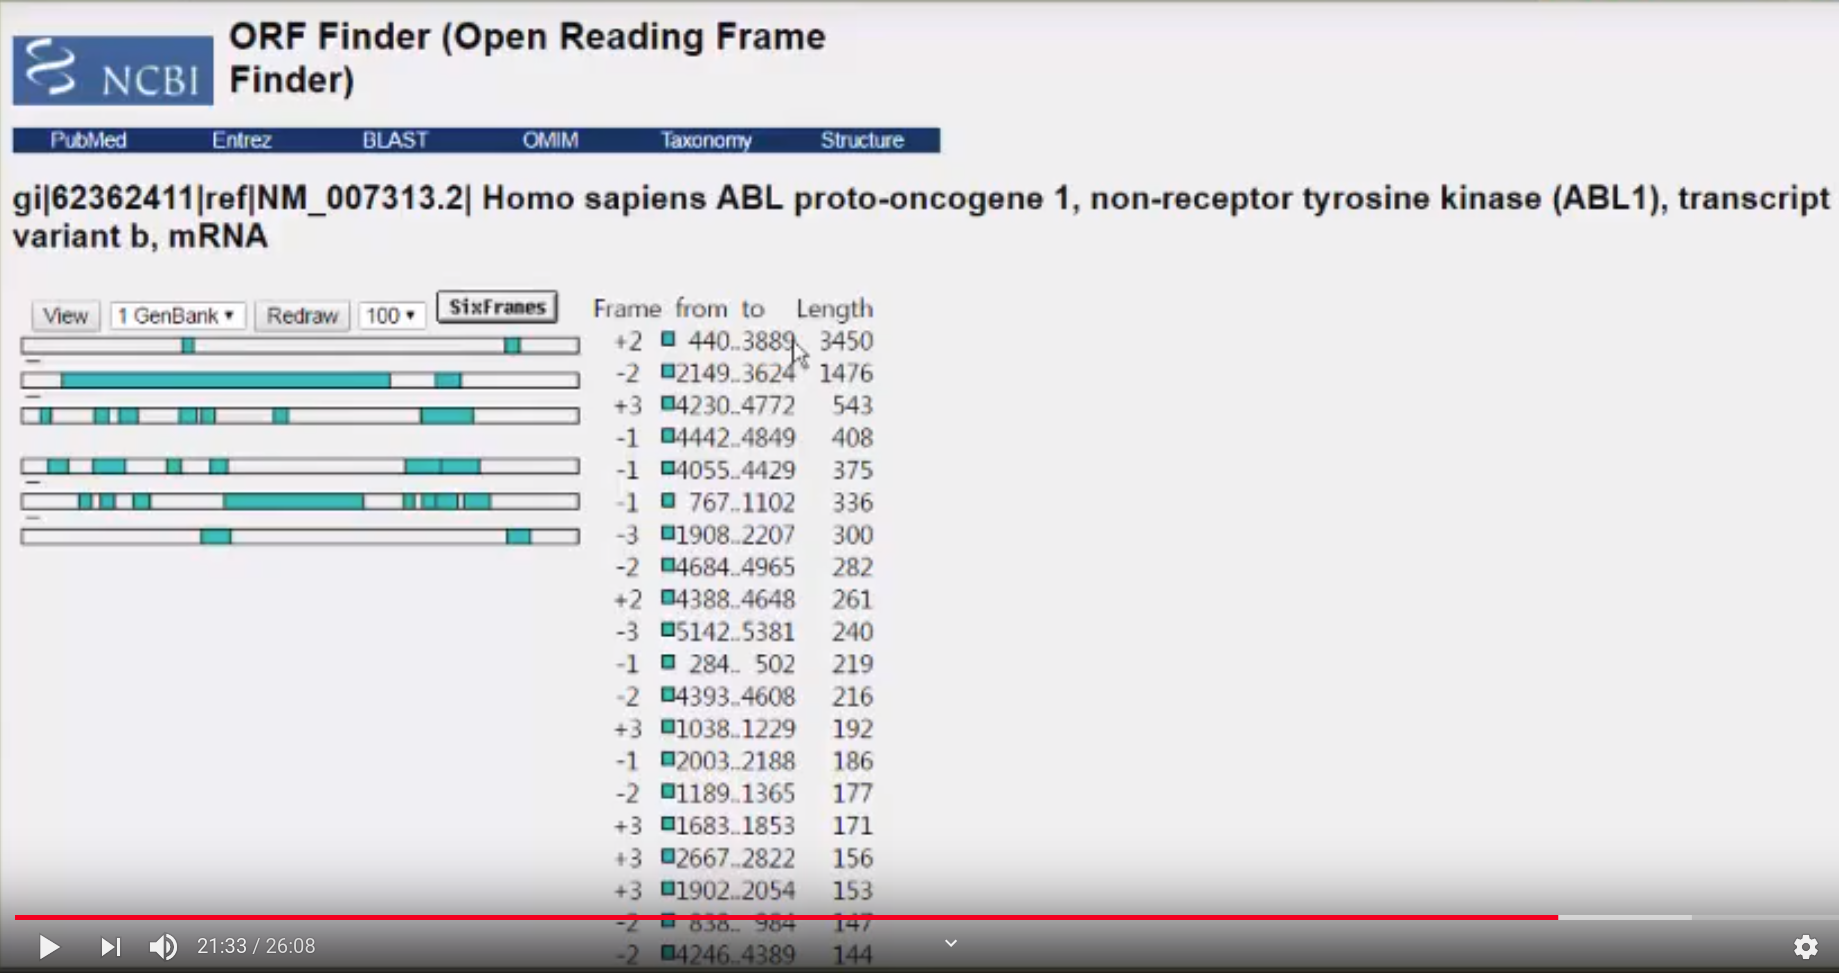 NCBI
ORF Finder (Open Reading Frame
Finder)
PubMed Entrez BLAST OMIM Taxonomy Structure
gi|62362411|ref|NM_007313.2| Homo sapiens ABL proto-oncogene 1, non-receptor tyrosine kinase (ABL1), transcript
variant b, mRNA
View 1 GenBank Redraw 100 SixFrames
Frame from to Length
+2 440..3889 3450
-2 2149..3624 1476
+3 4230..4772 543
-1 4442..4849 408
-1 4055..4429 375
-1 767..1102 336
-3 1908..2207 300
-2 4684..4965 282
+2 4388..4648 261
-3 5142..5381 240
-1 284.. 502 219
-2 4393..4608 216
+3 1038..1229 192
-1 2003..2188 186
-2 1189..1365 177
+3 1683..1853 171
+3 2667..2822 156
+3 1902..2054 153
-2 838.. 984 147
-2 4246..4389 144
21:33 / 26:08